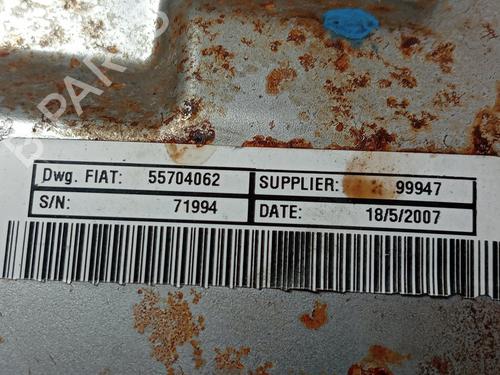 Dwg. FIAT: 55704062 SUPPLIER: 99947
S/N: 71994 DATE: 18/5/2007